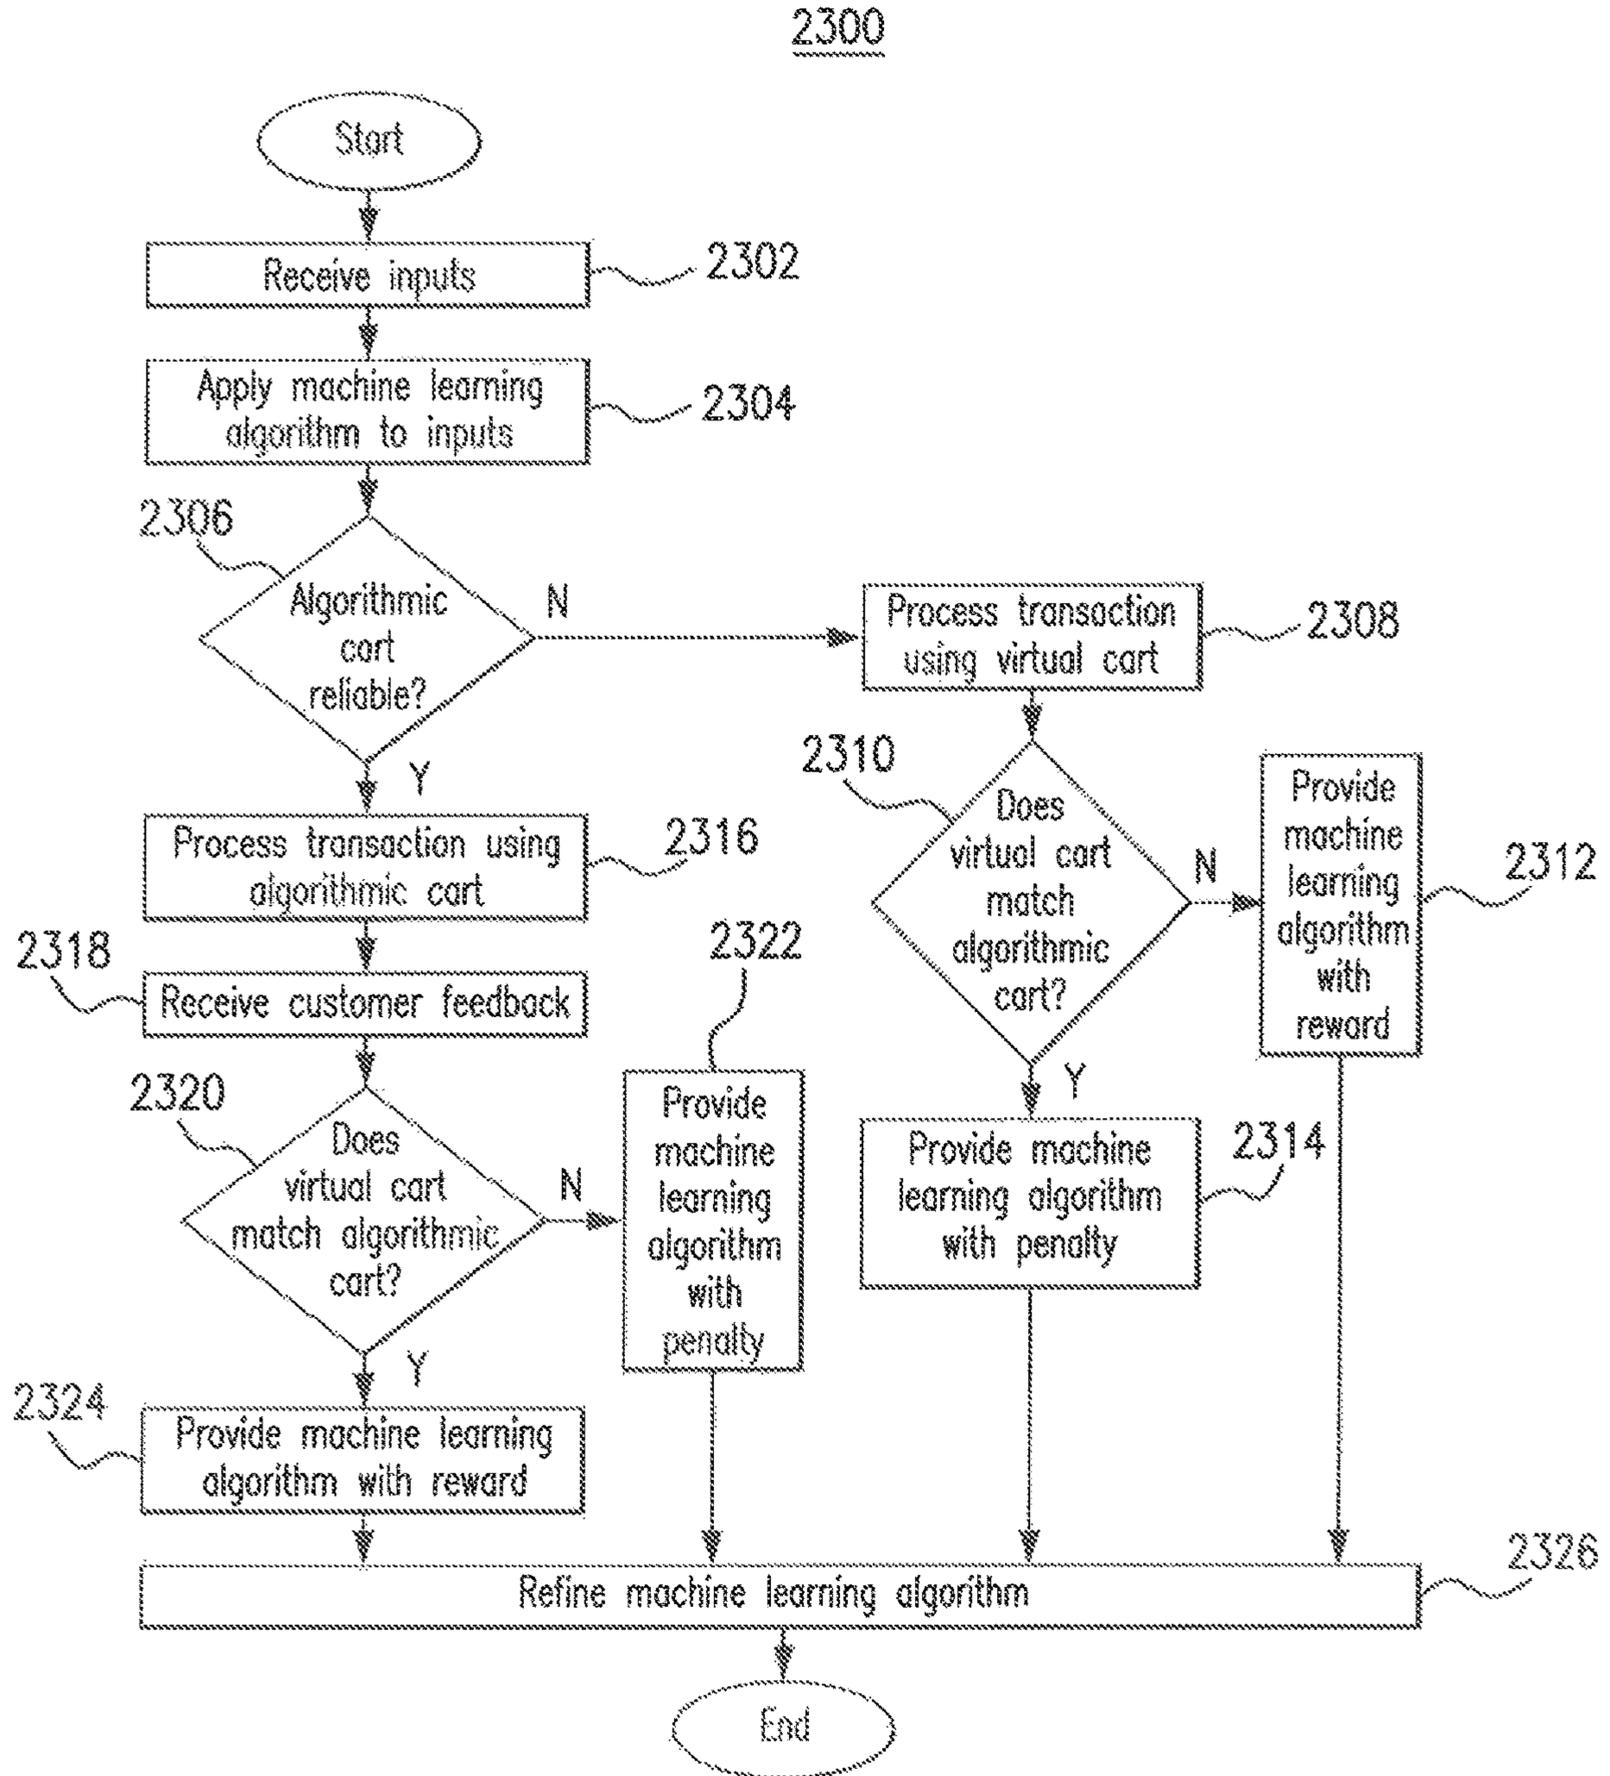 2300
Start
Receive inputs
2302
Apply machine learning
algorithm to inputs
2304
2306
Algorithmic
cart
reliable?
N
Y
Process transaction
using virtual cart
2308
2310
Does
virtual cart
match
algorithmic
cart?
N
Y
Provide
machine
learning
algorithm
with
reward
2312
Provide machine
learning algorithm
with penalty
2314
Process transaction using
algorithmic cart
2316
2318
Receive customer feedback
2320
Does
virtual cart
match algorithmic
cart?
N
Y
2322
Provide
machine
learning
algorithm
with
penalty
2324
Provide machine learning
algorithm with reward
Refine machine learning algorithm
2326
End